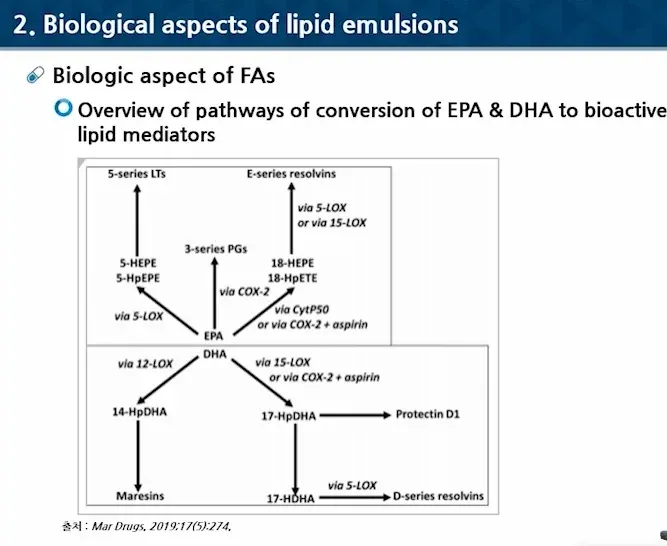 2. Biological aspects of lipid emulsions
Biologic aspect of FAs
Overview of pathways of conversion of EPA & DHA to bioactive
lipid mediators
5-series LTs
E-series resolvins
via 5-LOX
or via 15-LOX
3-series PGs
5-HEPE
5-HpEPE
18-HEPE
18-HpETE
via COX-2
via 5-LOX
via CytP50
or via COX-2 + aspirin
EPA
DHA
via 12-LOX
via 15-LOX
or via COX-2 + aspirin
14-HpDHA
17-HpDHA
Protectin D1
via 5-LOX
Maresins
17-HDHA
D-series resolvins
출처 : Mar Drugs, 2019;17(5):274,